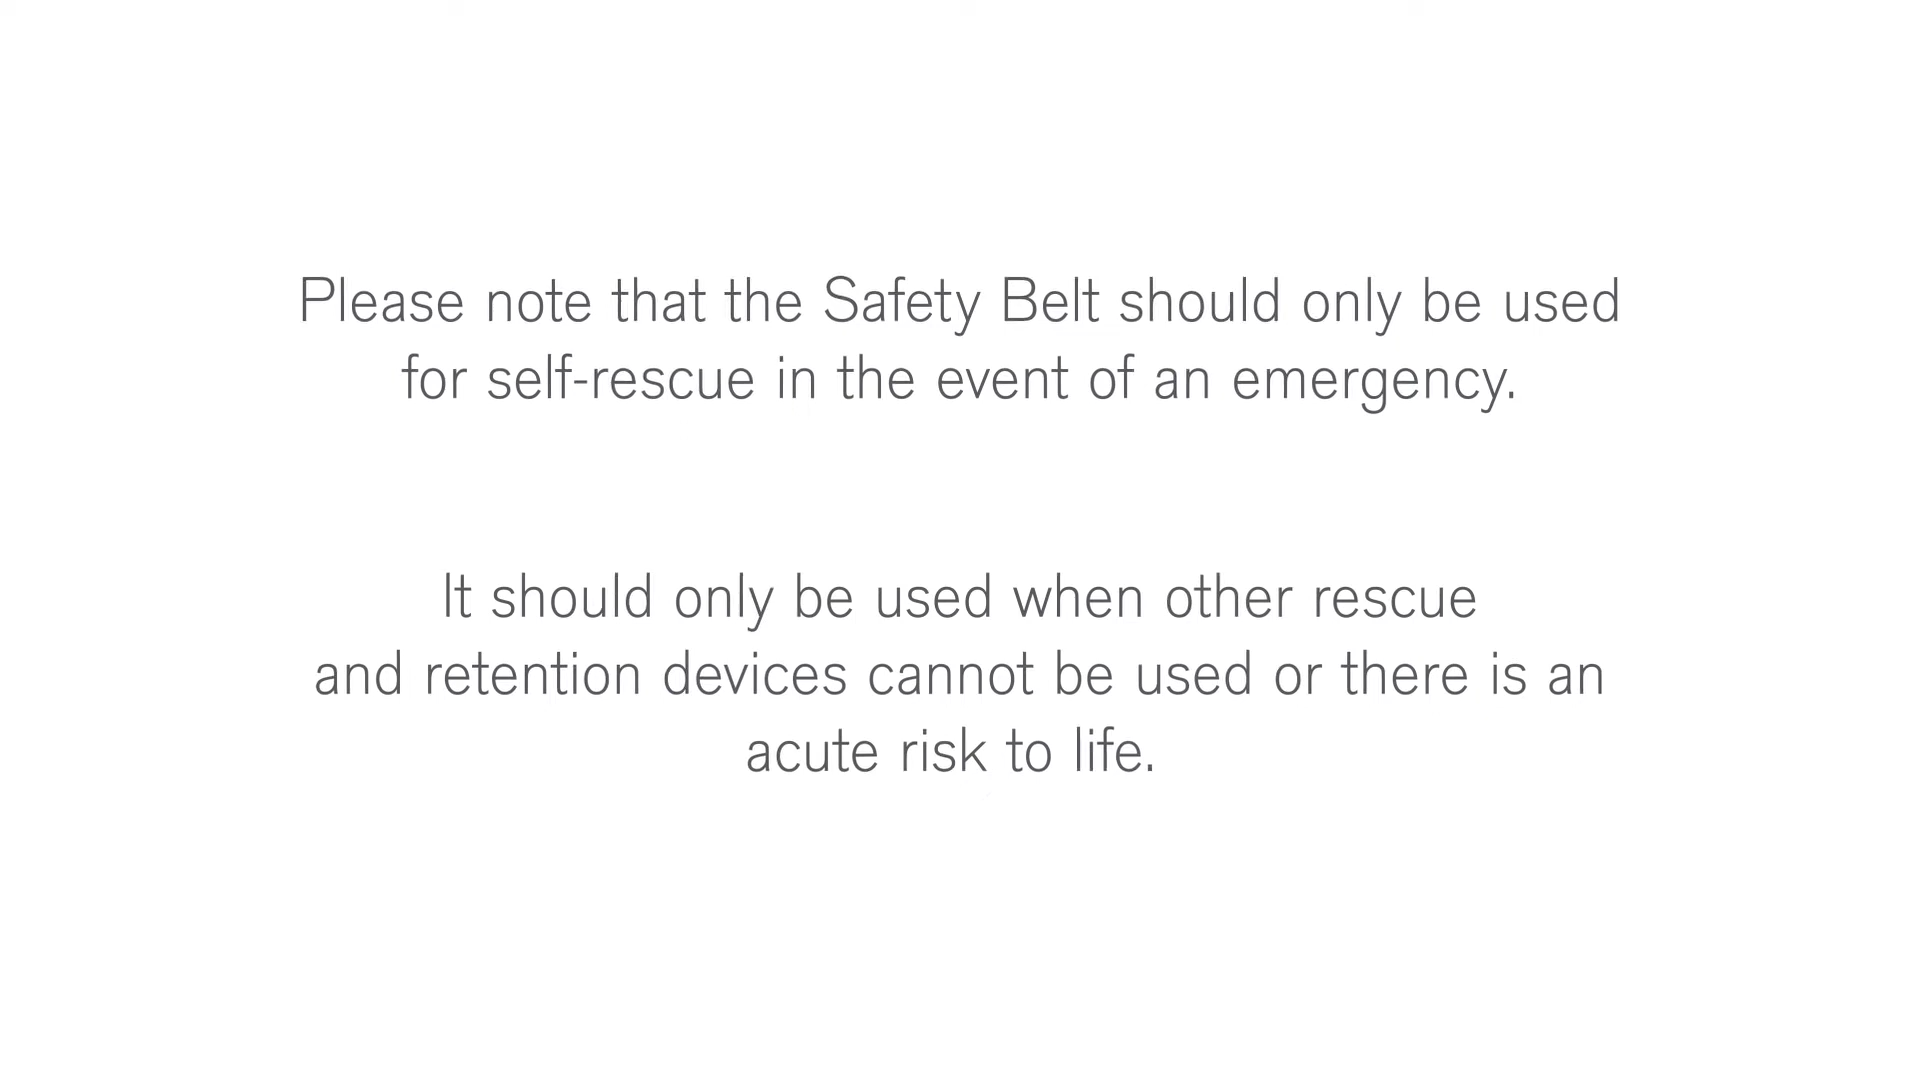 Please note that the Safety Belt should only be used
for self-rescue in the event of an emergency.
It should only be used when other rescue
and retention devices cannot be used or there is an
acute risk to life.